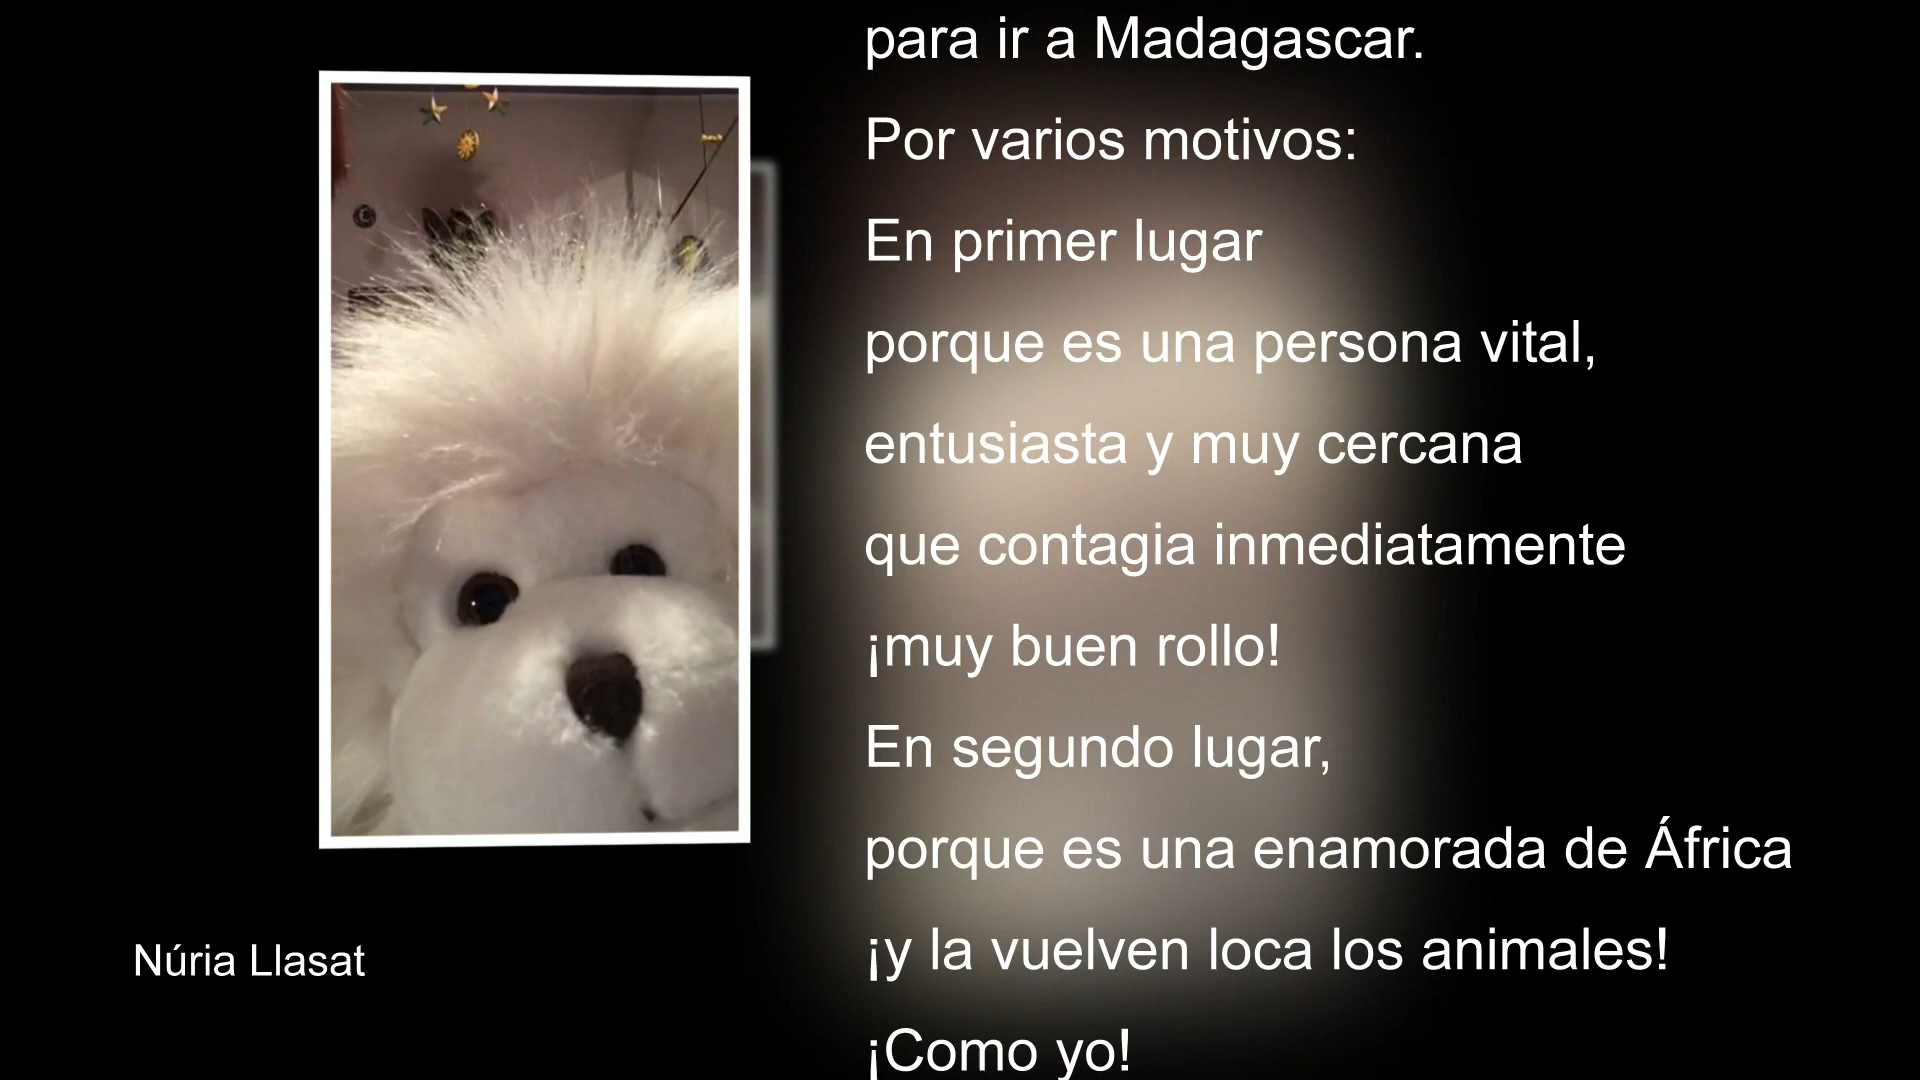 para ir a Madagascar.
Por varios motivos:
En primer lugar
porque es una persona vital,
entusiasta y muy cercana
que contagia inmediatamente
¡muy buen rollo!
En segundo lugar,
porque es una enamorada de África
¡y la vuelven loca los animales!
¡Como yo!
Núria Llasat